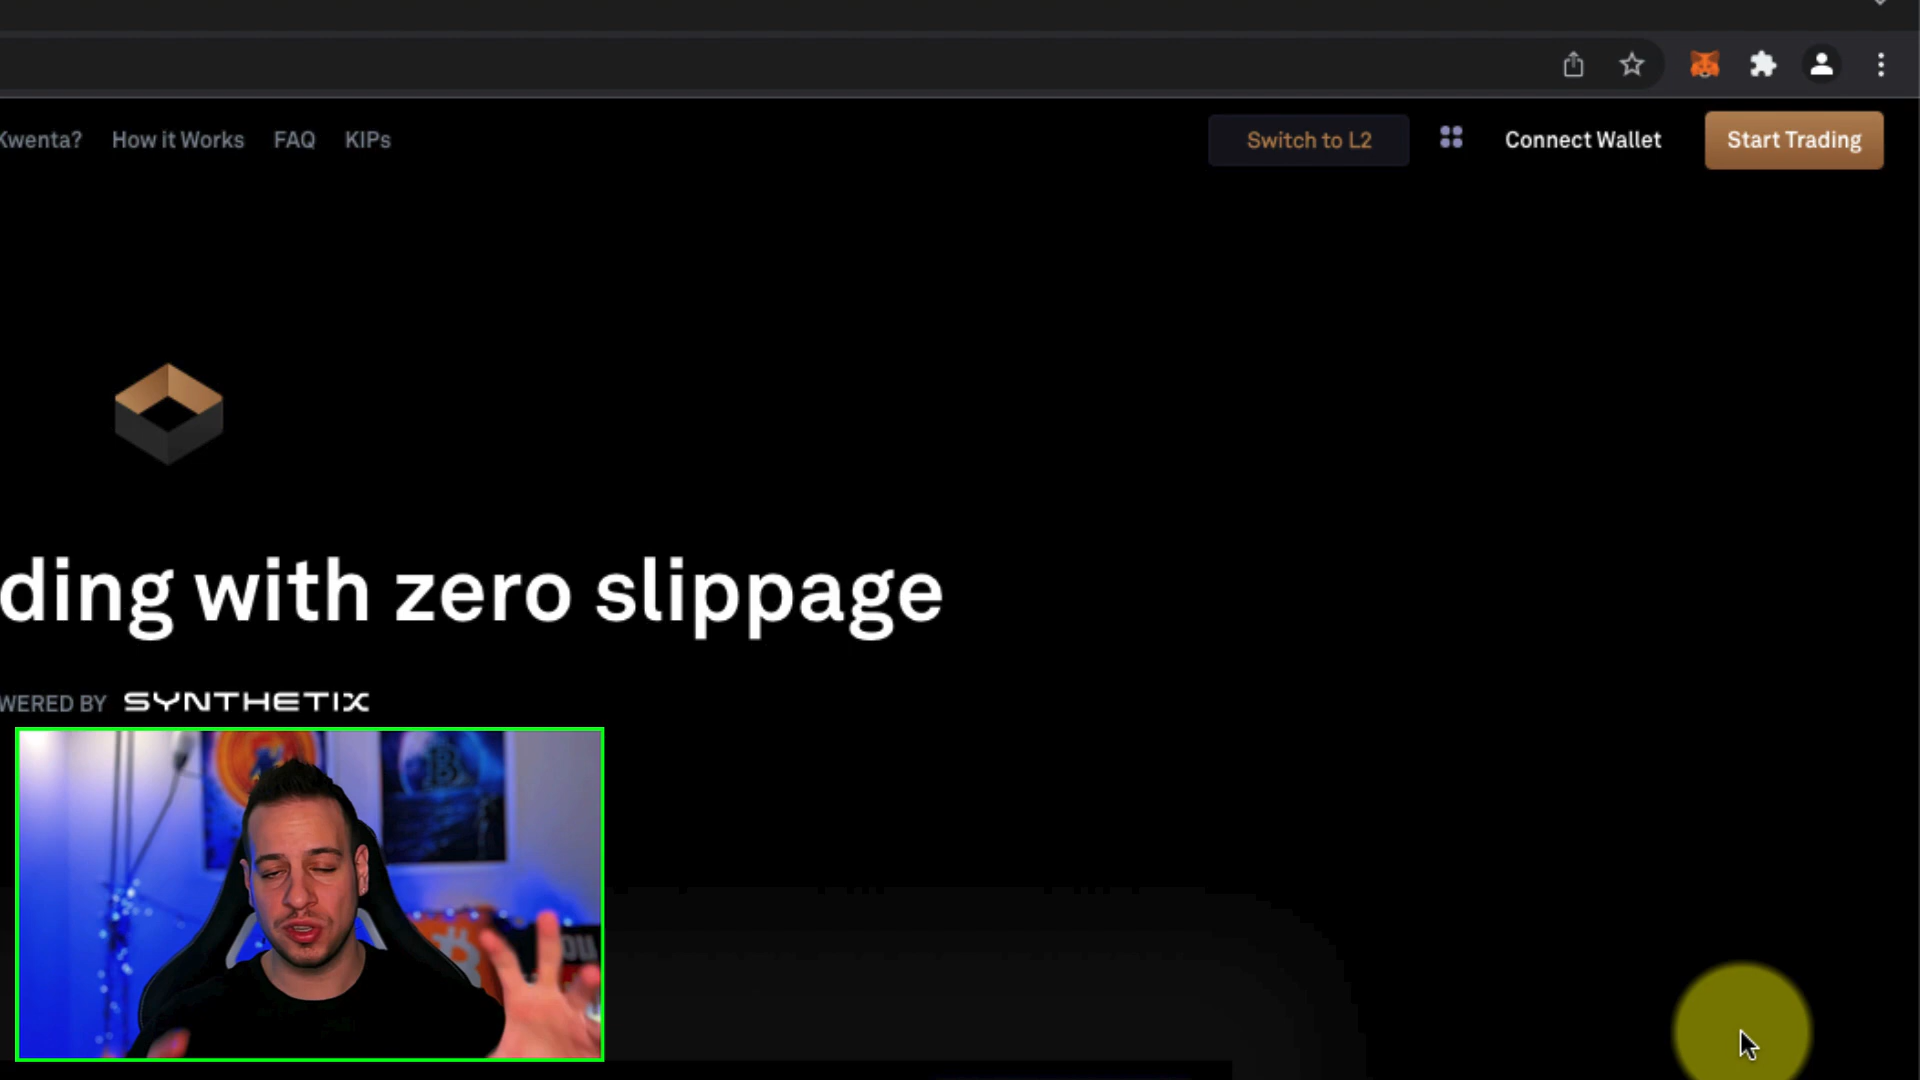 Kwenta? How it Works FAQ KIPs Switch to L2 Connect Wallet Start Trading
ding with zero slippage
WERED BY SYNTHETIX